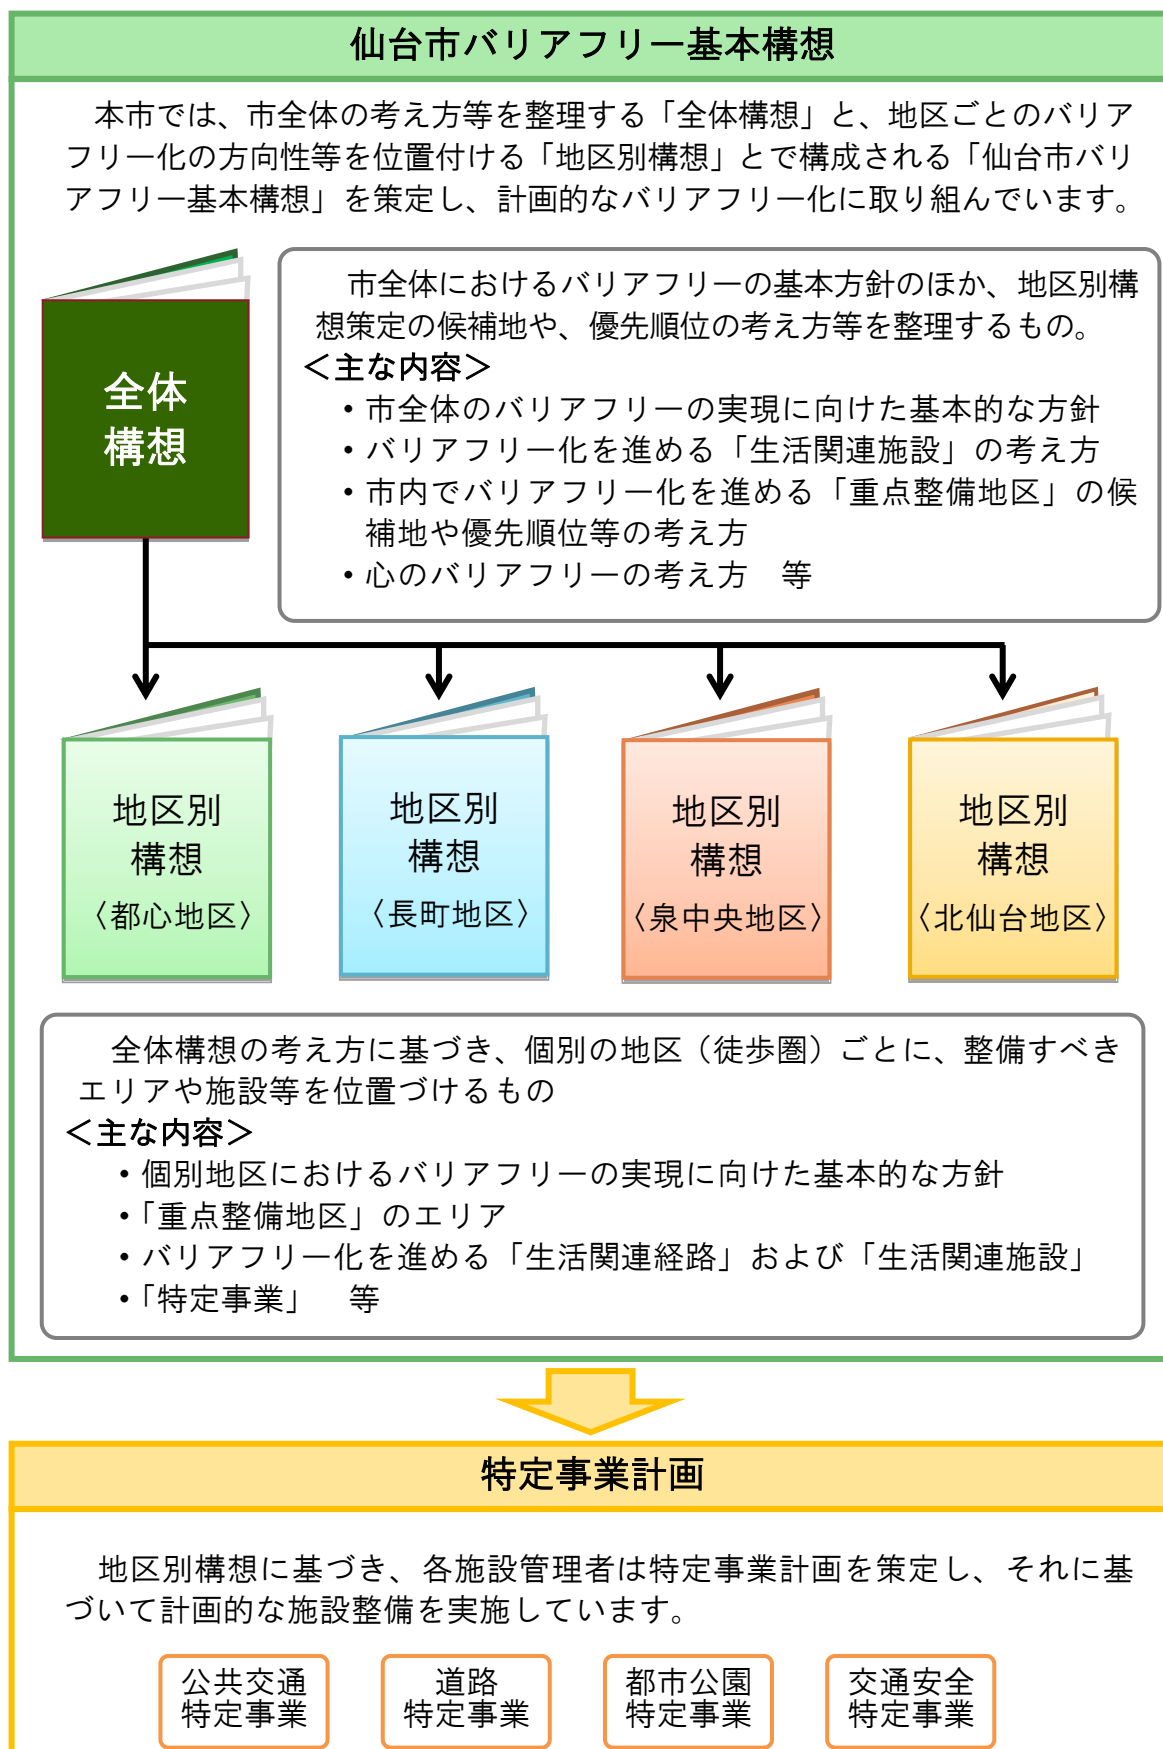 仙台市バリアフリー基本構想
本市では、市全体の考え方等を整理する「全体構想」と、地区ごとのバリア
フリー化の方向性等を位置付ける「地区別構想」とで構成される「仙台市バリ
アフリー基本構想」を策定し、計画的なバリアフリー化に取り組んでいます。
全体
構想
市全体におけるバリアフリーの基本方針のほか、地区別構
想策定の候補地や、優先順位の考え方等を整理するもの。
＜主な内容＞
・市全体のバリアフリーの実現に向けた基本的な方針
・バリアフリー化を進める「生活関連施設」の考え方
・市内でバリアフリー化を進める「重点整備地区」の候
補地や優先順位等の考え方
・心のバリアフリーの考え方　等
地区別
構想
〈都心地区〉
地区別
構想
〈長町地区〉
地区別
構想
〈泉中央地区〉
地区別
構想
〈北仙台地区〉
全体構想の考え方に基づき、個別の地区（徒歩圏）ごとに、整備すべき
エリアや施設等を位置づけるもの
＜主な内容＞
・個別地区におけるバリアフリーの実現に向けた基本的な方針
・「重点整備地区」のエリア
・バリアフリー化を進める「生活関連経路」および「生活関連施設」
・「特定事業」　等
特定事業計画
地区別構想に基づき、各施設管理者は特定事業計画を策定し、それに基
づいて計画的な施設整備を実施しています。
公共交通
特定事業
道路
特定事業
都市公園
特定事業
交通安全
特定事業